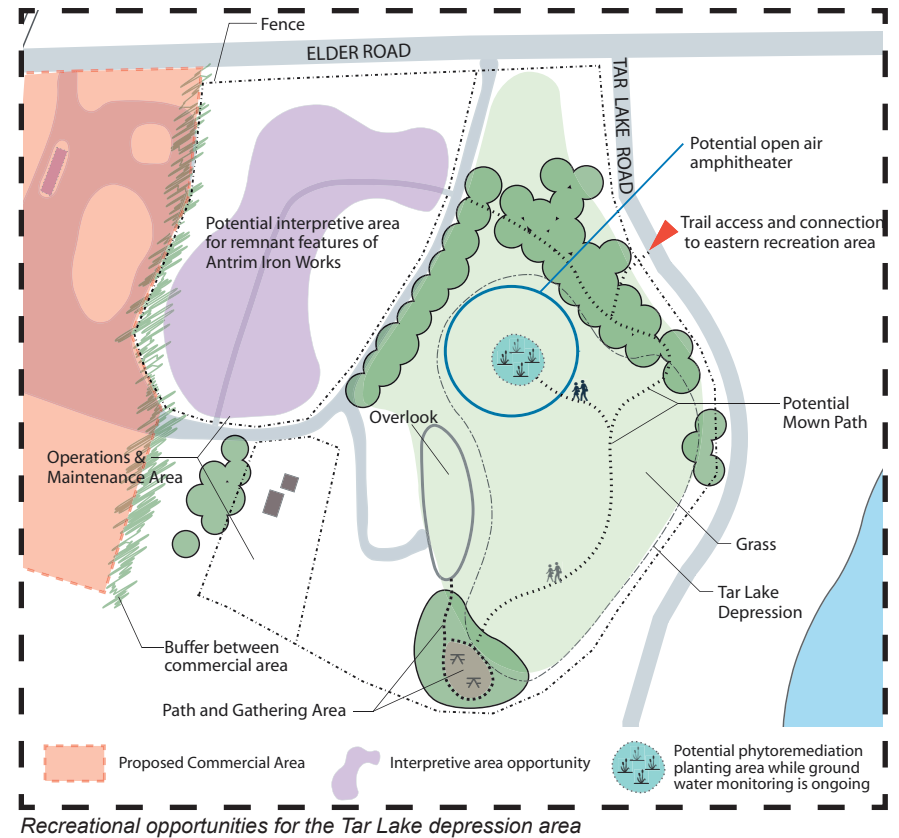 Fence
ELDER ROAD
TAR LAKE ROAD
Potential open air
amphitheater
Potential interpretive area
for remnant features of
Antrim Iron Works
Trail access and connection
to eastern recreation area
Overlook
Potential
Mown Path
Operations &
Maintenance Area
Grass
Tar Lake
Depression
Buffer between
commercial area
Path and Gathering Area
Proposed Commercial Area
Interpretive area opportunity
Potential phytoremediation
planting area while ground
water monitoring is ongoing
Recreational opportunities for the Tar Lake depression area